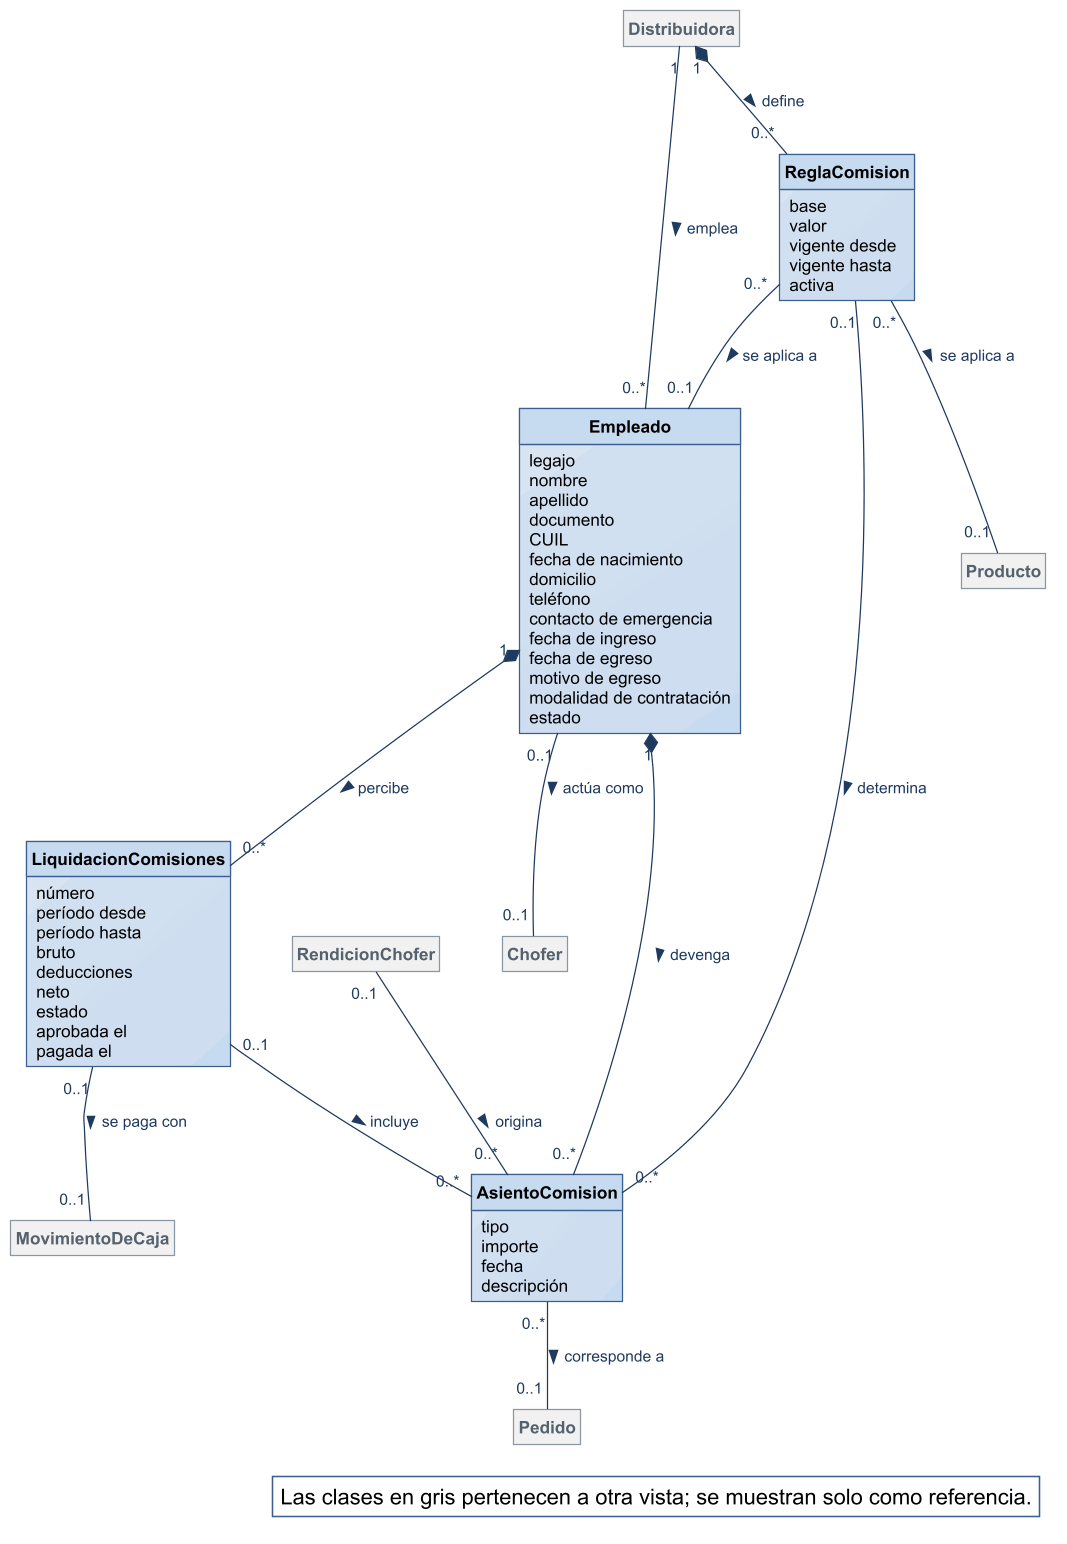 Distribuidora
1
1
define
0..*
ReglaComision
base
valor
vigente desde
vigente hasta
activa
emplea
0..*
0..1
0..*
se aplica a
se aplica a
0..*
0..1
Empleado
legajo
nombre
apellido
documento
CUIL
fecha de nacimiento
domicilio
teléfono
contacto de emergencia
fecha de ingreso
fecha de egreso
motivo de egreso
modalidad de contratación
estado
0..1
Producto
1
0..1
1
percibe
actúa como
determina
0..*
LiquidacionComisiones
número
período desde
período hasta
bruto
deducciones
neto
estado
aprobada el
pagada el
0..1
RendicionChofer
Chofer
devenga
0..1
0..1
0..1
se paga con
incluye
origina
0..*
0..*
0..*
0..*
0..1
MovimientoDeCaja
AsientoComision
tipo
importe
fecha
descripción
0..*
corresponde a
0..1
Pedido
Las clases en gris pertenecen a otra vista; se muestran solo como referencia.